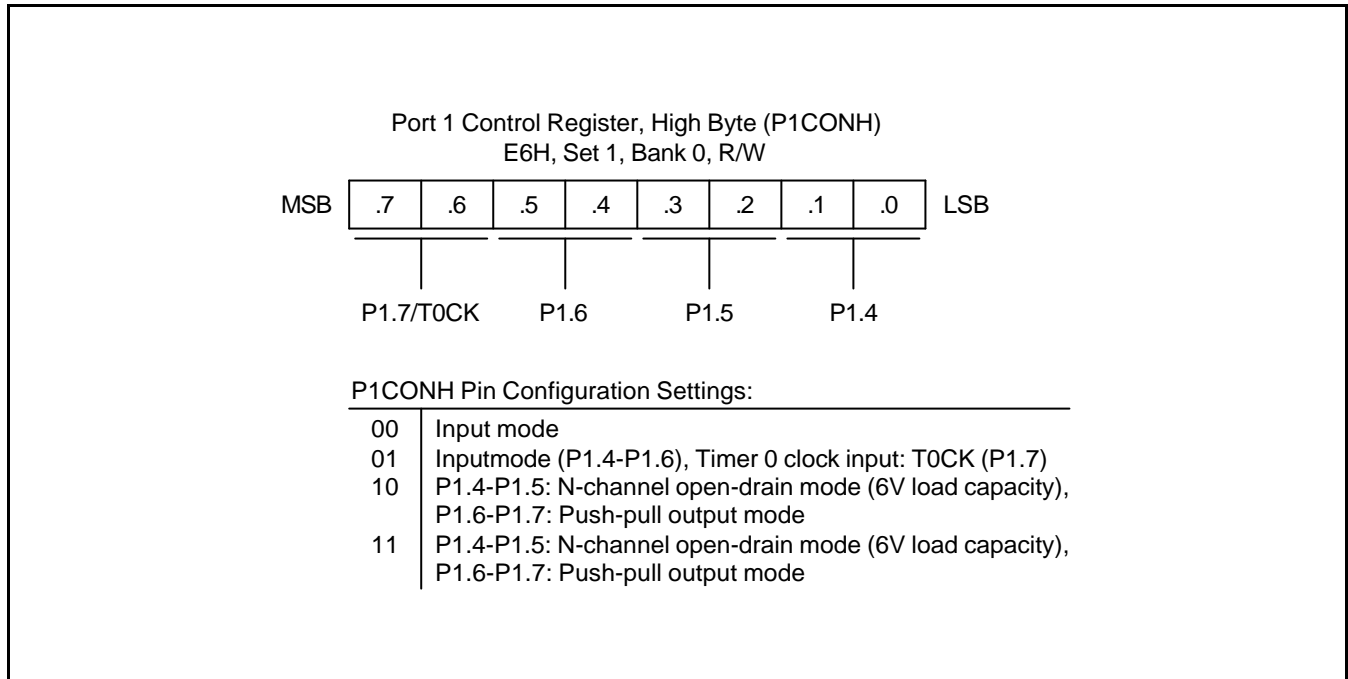 Port 1 Control Register, High Byte (P1CONH)
E6H, Set 1, Bank 0, R/W
MSB .7 .6 .5 .4 .3 .2 .1 .0 LSB
P1.7/T0CK P1.6 P1.5 P1.4
P1CONH Pin Configuration Settings:
00 Input mode
01 Inputmode (P1.4-P1.6), Timer 0 clock input: T0CK (P1.7)
10 P1.4-P1.5: N-channel open-drain mode (6V load capacity),
P1.6-P1.7: Push-pull output mode
11 P1.4-P1.5: N-channel open-drain mode (6V load capacity),
P1.6-P1.7: Push-pull output mode